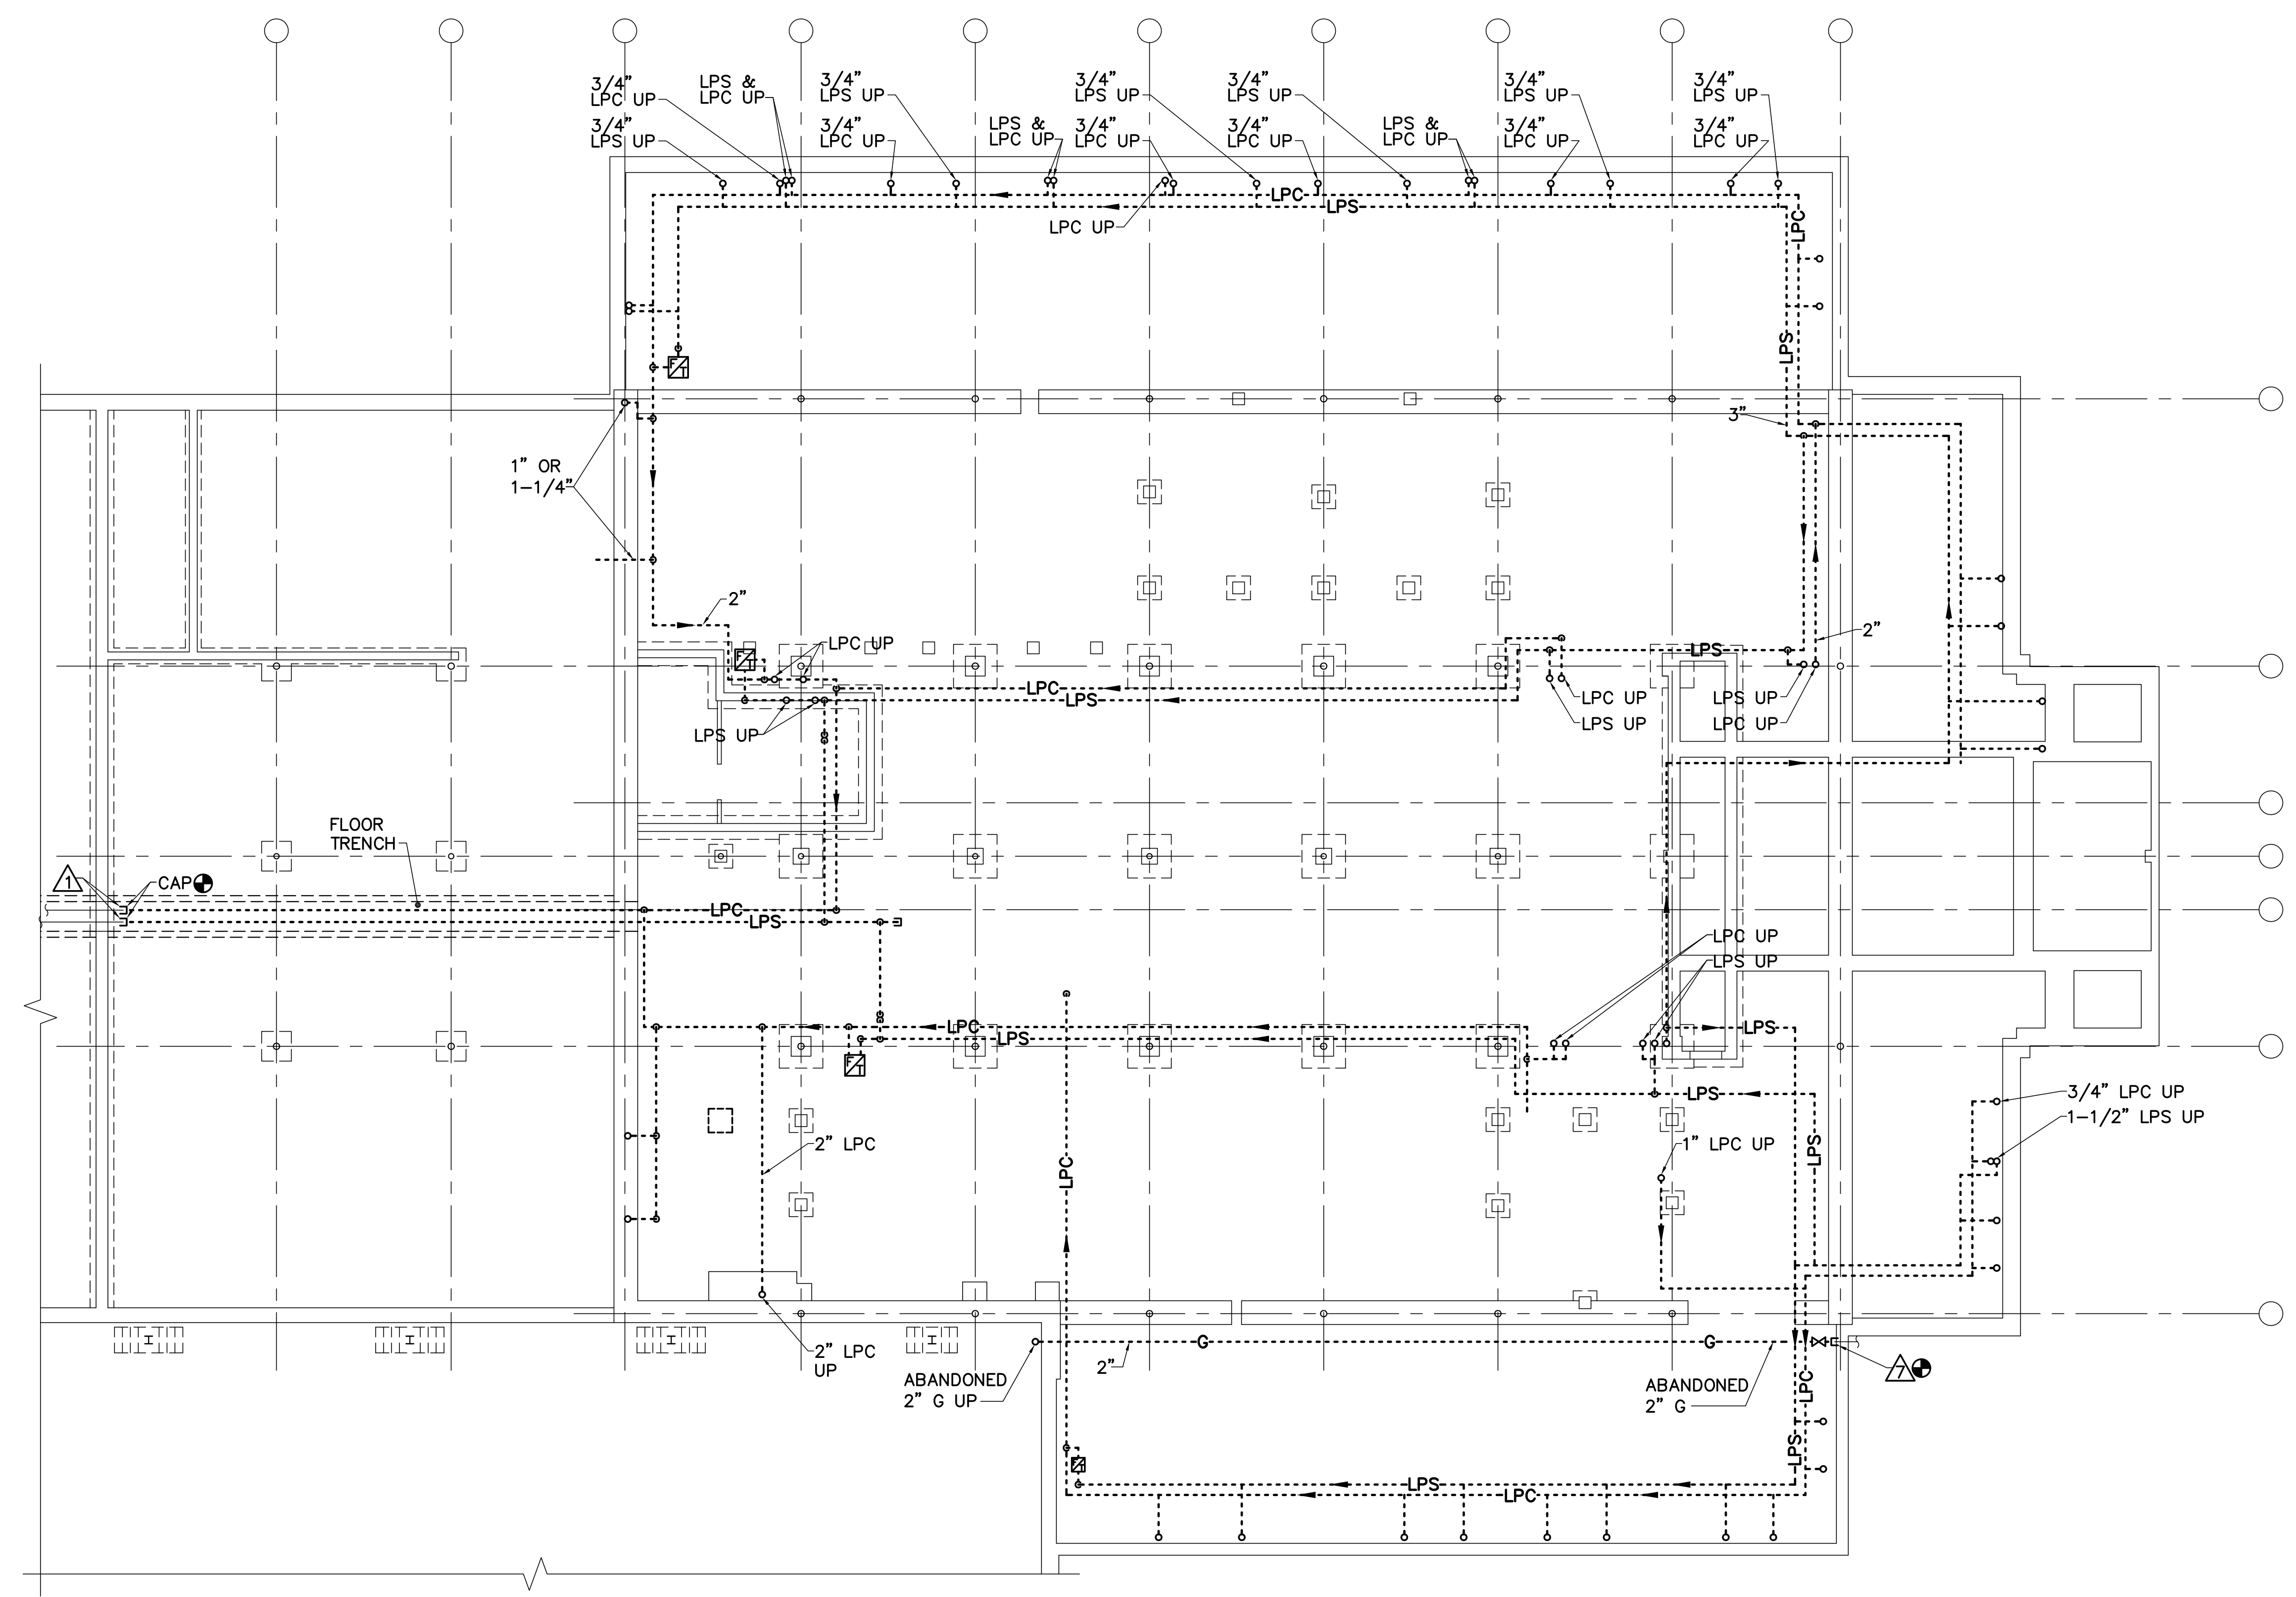 3/4"
LPC UP
LPS &
LPC UP
3/4"
LPS UP
3/4"
LPS UP
3/4"
LPS UP
3/4"
LPS UP
3/4"
LPS UP
3/4"
LPS UP
3/4"
LPC UP
LPS &
LPC UP
3/4"
LPC UP
3/4"
LPC UP
LPS &
LPC UP
3/4"
LPC UP
3/4"
LPC UP
LPC
LPS
LPC UP
LPC
LPS
F
T
3"
1" OR
1-1/4"
2"
LPC UP
F
T
LPS
2"
LPC
LPS
LPC UP
LPS UP
LPS UP
LPC UP
LPS UP
FLOOR
TRENCH
1
CAP
LPC
LPS
LPC UP
LPS UP
LPC
LPS
LPS
F
T
LPS
3/4" LPC UP
1-1/2" LPS UP
2" LPC
LPC
1" LPC UP
LPS
2" LPC
UP
G
G
2"
ABANDONED
2" G UP
ABANDONED
2" G
7
LPC
LPS
F
T
LPS
LPC